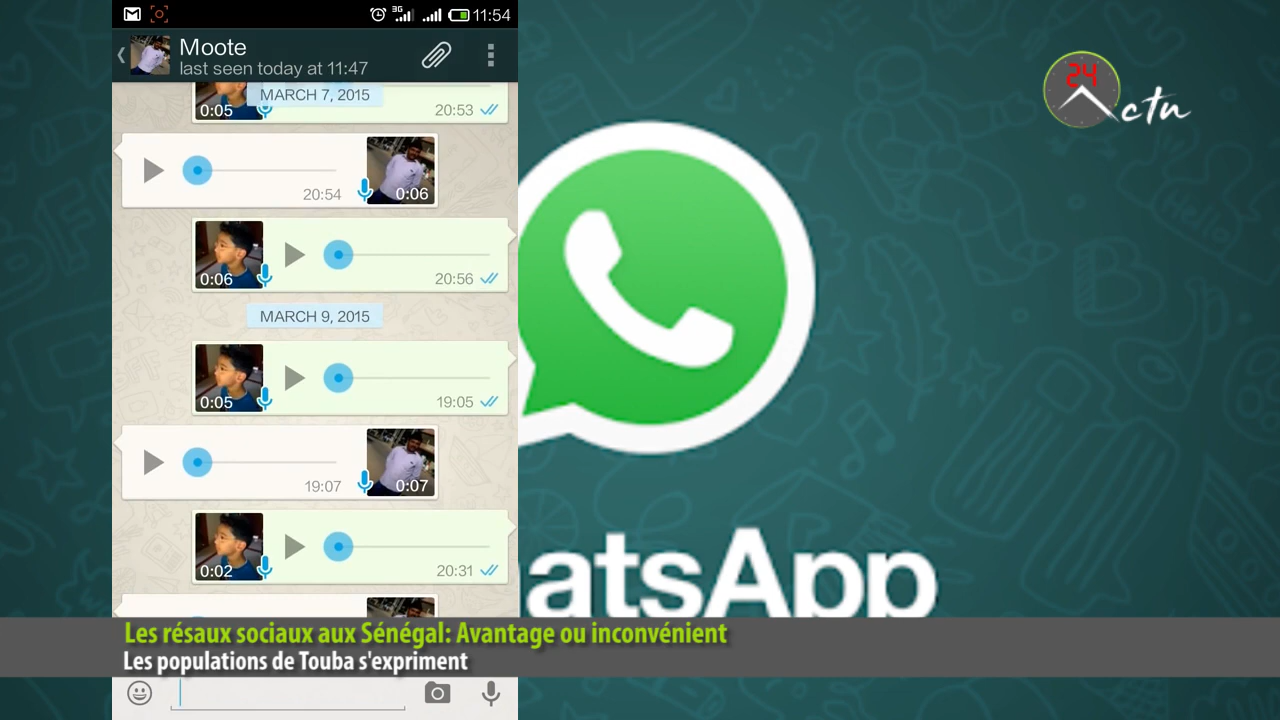 3G 11:54
Moote
last seen today at 11:47
MARCH 7, 2015
0:05 20:53
20:54 0:06
0:06 20:56
MARCH 9, 2015
0:05 19:05
19:07 0:07
0:02 20:31
24
Actn
atsApp
Les résaux sociaux aux Sénégal: Avantage ou inconvénient
Les populations de Touba s'expriment